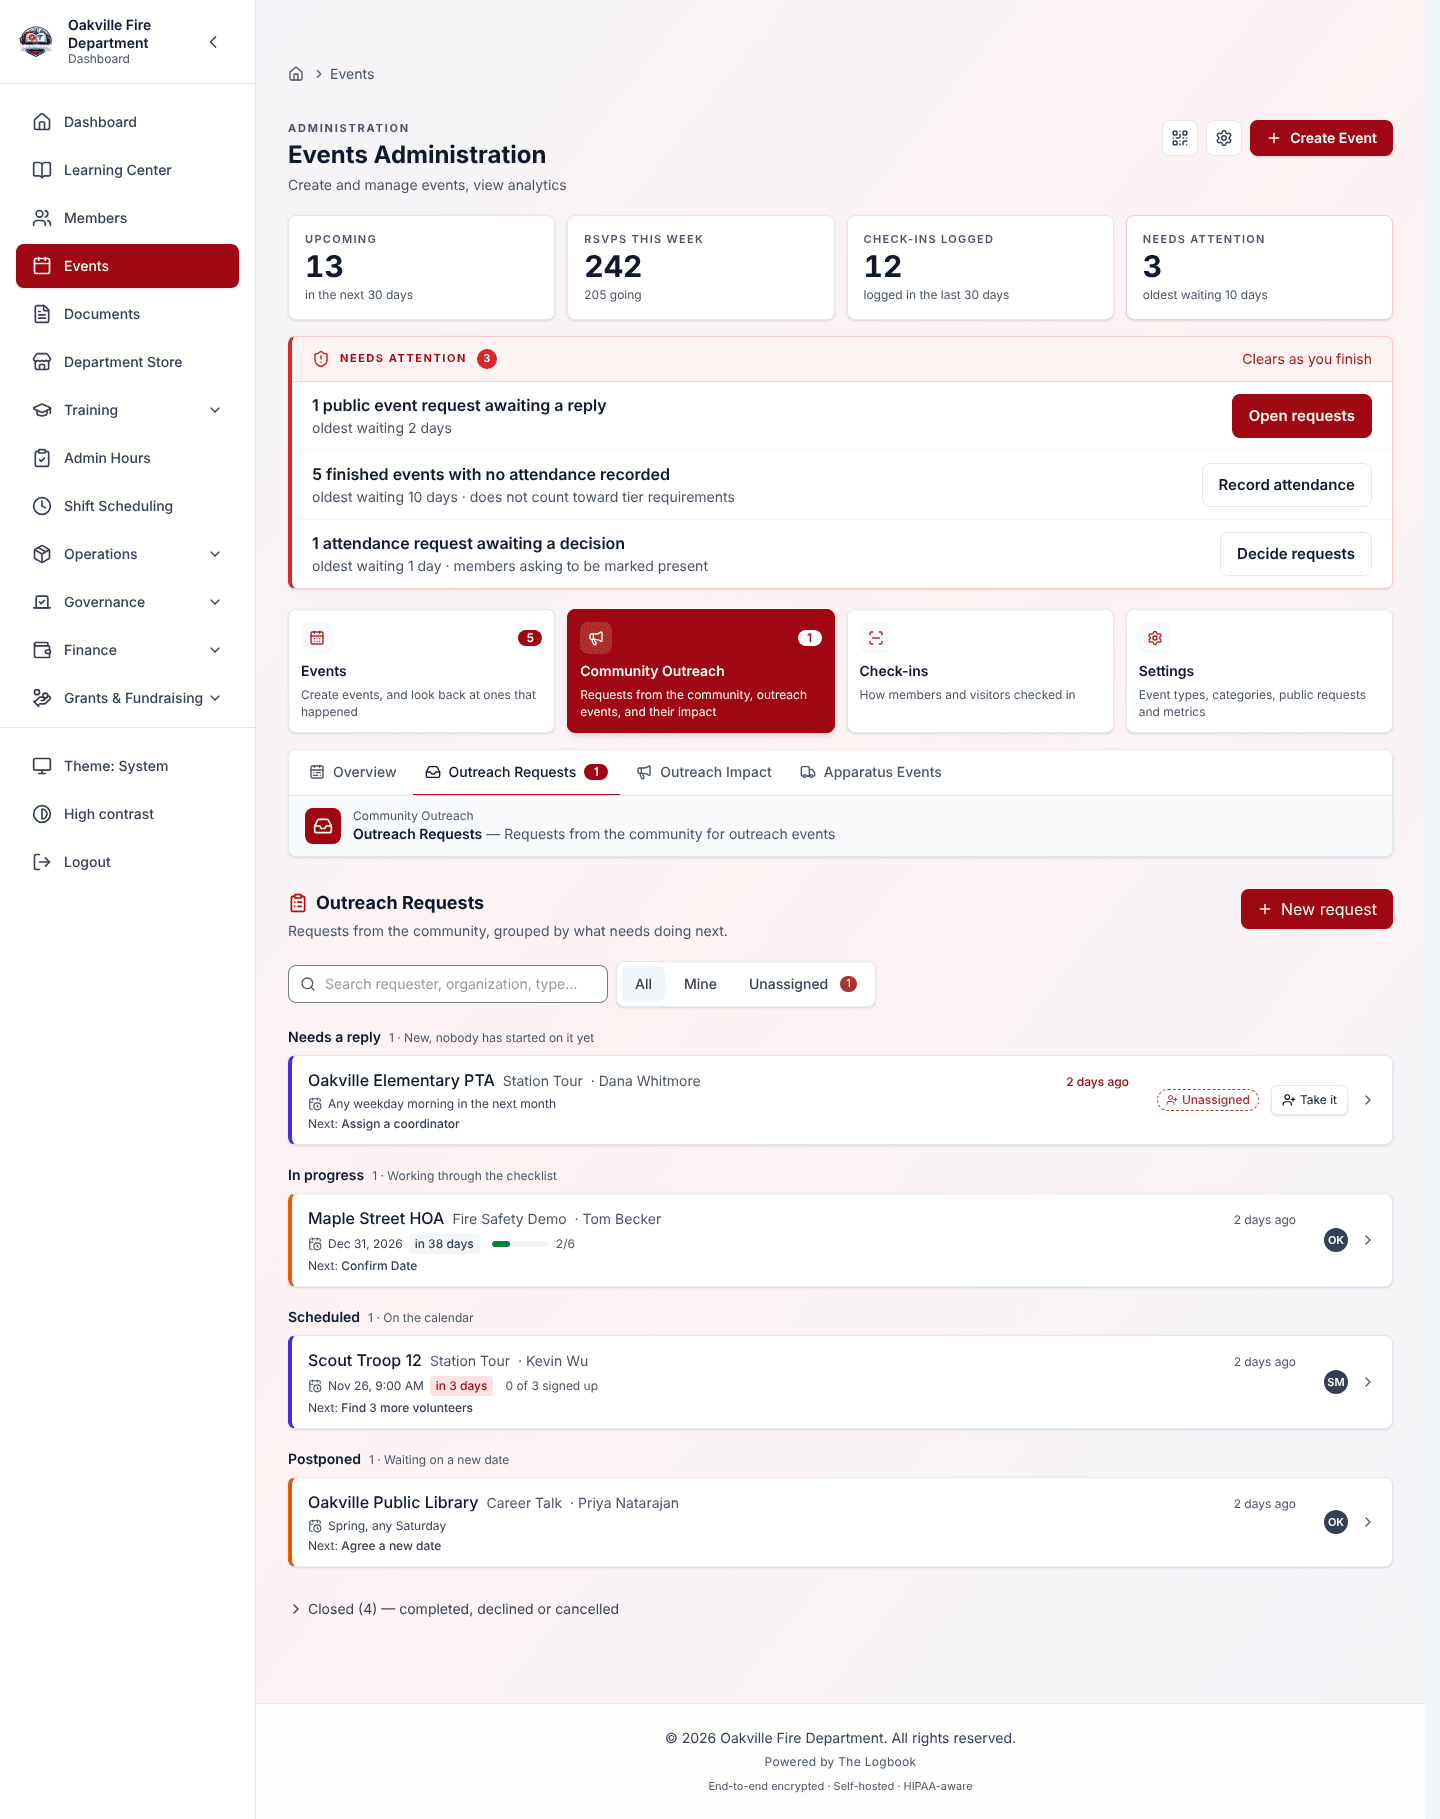 Oakville Fire
Department
Dashboard
Dashboard
Learning Center
Members
Events
Documents
Department Store
Training
Admin Hours
Shift Scheduling
Operations
Governance
Finance
Grants & Fundraising
Theme: System
High contrast
Logout
Events
ADMINISTRATION
Events Administration
Create and manage events, view analytics
Create Event
UPCOMING
13
in the next 30 days
RSVPS THIS WEEK
242
205 going
CHECK-INS LOGGED
12
logged in the last 30 days
NEEDS ATTENTION
3
oldest waiting 10 days
NEEDS ATTENTION 3
Clears as you finish
1 public event request awaiting a reply
oldest waiting 2 days
Open requests
5 finished events with no attendance recorded
oldest waiting 10 days · does not count toward tier requirements
Record attendance
1 attendance request awaiting a decision
oldest waiting 1 day · members asking to be marked present
Decide requests
5
Events
Create events, and look back at ones that
happened
1
Community Outreach
Requests from the community, outreach
events, and their impact
Check-ins
How members and visitors checked in
Settings
Event types, categories, public requests
and metrics
Overview
Outreach Requests 1
Outreach Impact
Apparatus Events
Community Outreach
Outreach Requests — Requests from the community for outreach events
Outreach Requests
Requests from the community, grouped by what needs doing next.
New request
Search requester, organization, type...
All
Mine
Unassigned 1
Needs a reply 1 · New, nobody has started on it yet
Oakville Elementary PTA Station Tour · Dana Whitmore
Any weekday morning in the next month
Next: Assign a coordinator
2 days ago
Unassigned
Take it
In progress 1 · Working through the checklist
Maple Street HOA Fire Safety Demo · Tom Becker
Dec 31, 2026 in 38 days 2/6
Next: Confirm Date
2 days ago
OK
Scheduled 1 · On the calendar
Scout Troop 12 Station Tour · Kevin Wu
Nov 26, 9:00 AM in 3 days 0 of 3 signed up
Next: Find 3 more volunteers
2 days ago
SM
Postponed 1 · Waiting on a new date
Oakville Public Library Career Talk · Priya Natarajan
Spring, any Saturday
Next: Agree a new date
2 days ago
OK
Closed (4) — completed, declined or cancelled
© 2026 Oakville Fire Department. All rights reserved.
Powered by The Logbook
End-to-end encrypted · Self-hosted · HIPAA-aware